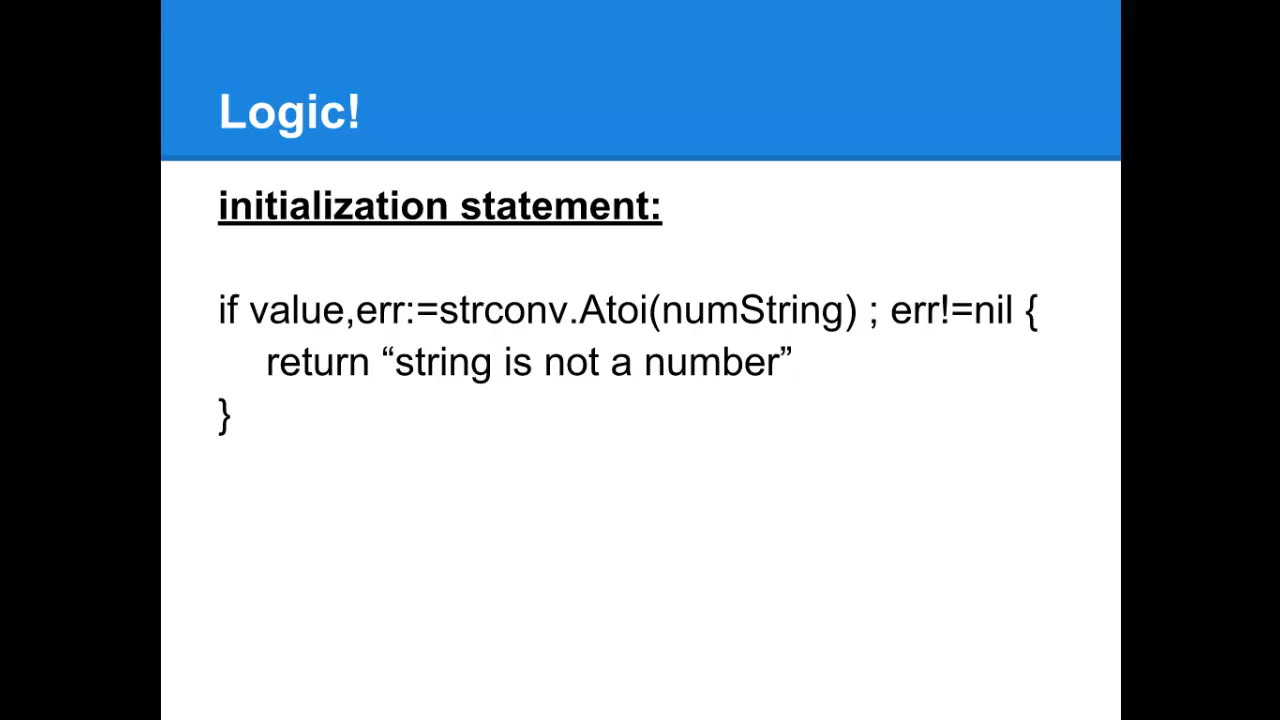 Logic!
initialization statement:
if value,err:=strconv.Atoi(numString) ; err!=nil {
return “string is not a number”
}